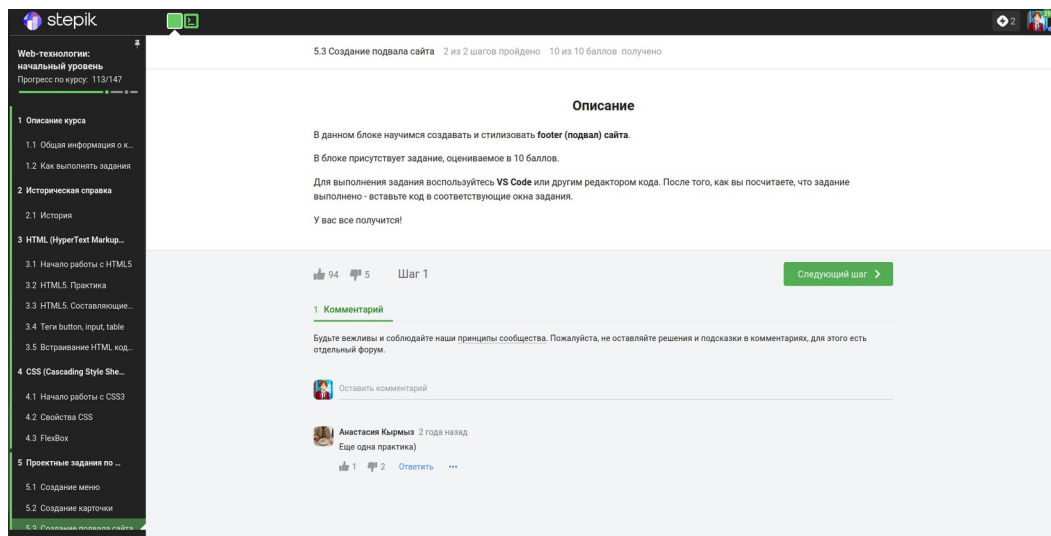 stepik
2
Web-технологии:
начальный уровень
Прогресс по курсу: 113/147
1 Описание курса
1.1 Общая информация о к...
1.2 Как выполнять задания
2 Историческая справка
2.1 История
3 HTML (HyperText Markup...
3.1 Начало работы с HTML5
3.2 HTML5. Практика
3.3 HTML5. Составляющие...
3.4 Теги button, input, table
3.5 Встраивание HTML код...
4 CSS (Cascading Style She...
4.1 Начало работы с CSS3
4.2 Свойства CSS
4.3 FlexBox
5 Проектные задания по ...
5.1 Создание меню
5.2 Создание карточки
5.3 Создание подвала сайта
5.3 Создание подвала сайта 2 из 2 шагов пройдено 10 из 10 баллов получено
Описание
В данном блоке научимся создавать и стилизовать footer (подвал) сайта.
В блоке присутствует задание, оцениваемое в 10 баллов.
Для выполнения задания воспользуйтесь VS Code или другим редактором кода. После того, как вы посчитаете, что задание
выполнено - вставьте код в соответствующие окна задания.
У вас все получится!
94 5 Шаг 1
Следующий шаг
1 Комментарий
Будьте вежливы и соблюдайте наши принципы сообщества. Пожалуйста, не оставляйте решения и подсказки в комментариях, для этого есть
отдельный форум.
Оставить комментарий
Анастасия Кырмыз 2 года назад
Еще одна практика)
1 2 Ответить